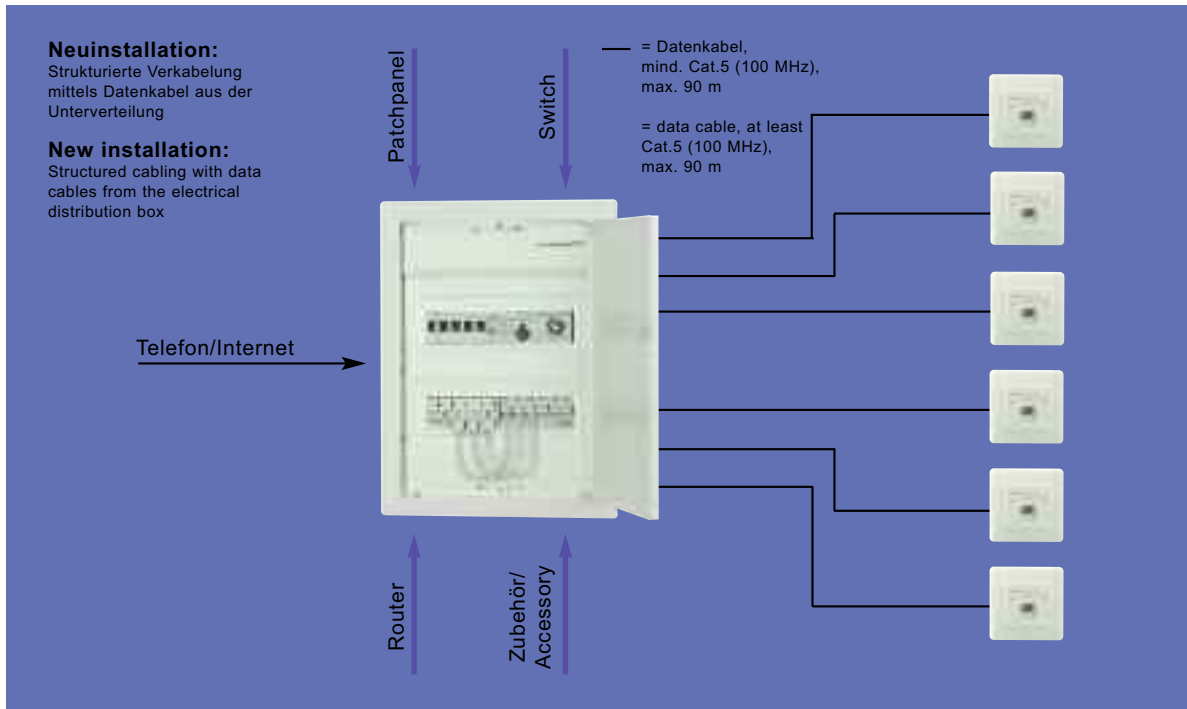 Neuinstallation:
Strukturierte Verkabelung
mittels Datenkabel aus der
Unterverteilung
New installation:
Structured cabling with data
cables from the electrical
distribution box
Patchpanel
Switch
= Datenkabel,
mind. Cat.5 (100 MHz),
max. 90 m
= data cable, at least
Cat.5 (100 MHz),
max. 90 m
Telefon/Internet
Router
Zubehör/
Accessory